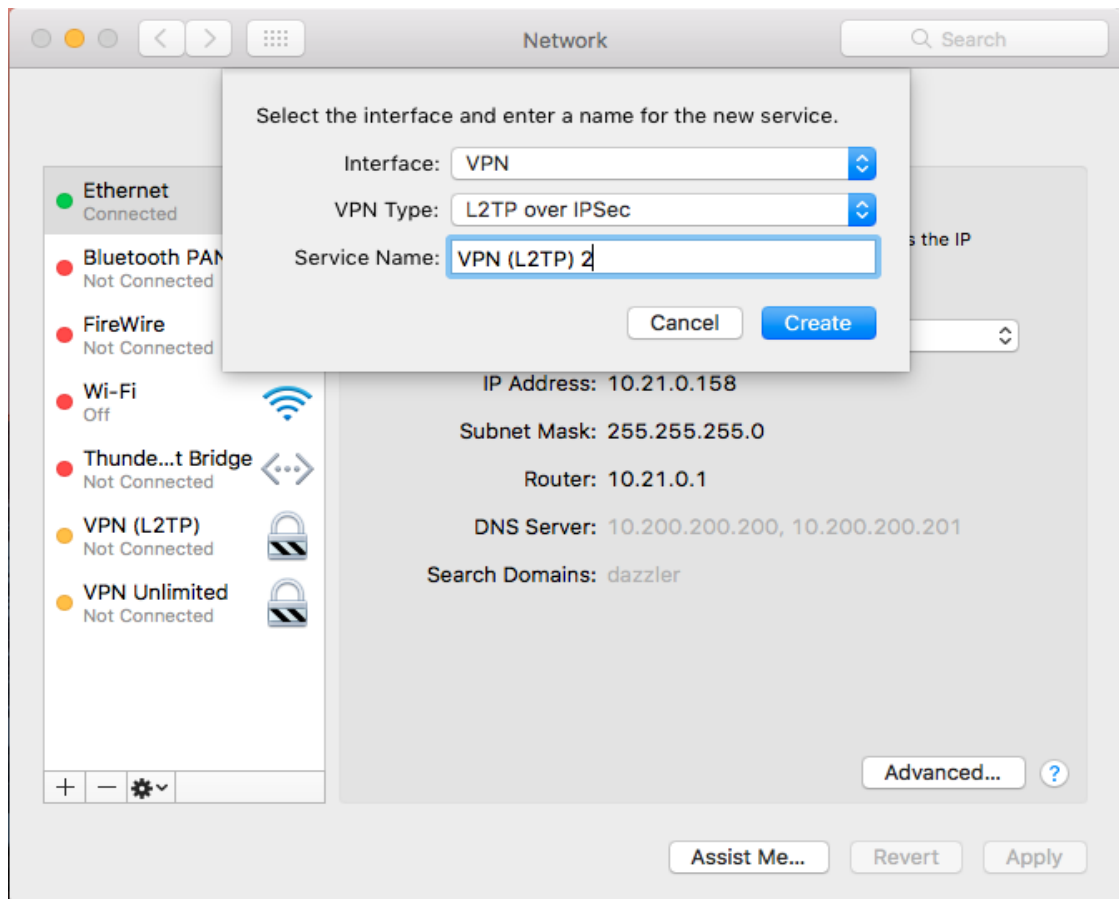 Network
Search
Select the interface and enter a name for the new service.
Interface: VPN
VPN Type: L2TP over IPSec
Service Name: VPN (L2TP) 2
Cancel
Create
Ethernet
Connected
Bluetooth PAN
Not Connected
FireWire
Not Connected
Wi-Fi
Off
Thunde...t Bridge
Not Connected
VPN (L2TP)
Not Connected
VPN Unlimited
Not Connected
s the IP
IP Address: 10.21.0.158
Subnet Mask: 255.255.255.0
Router: 10.21.0.1
DNS Server: 10.200.200.200, 10.200.200.201
Search Domains: dazzler
Advanced...
?
Assist Me...
Revert
Apply